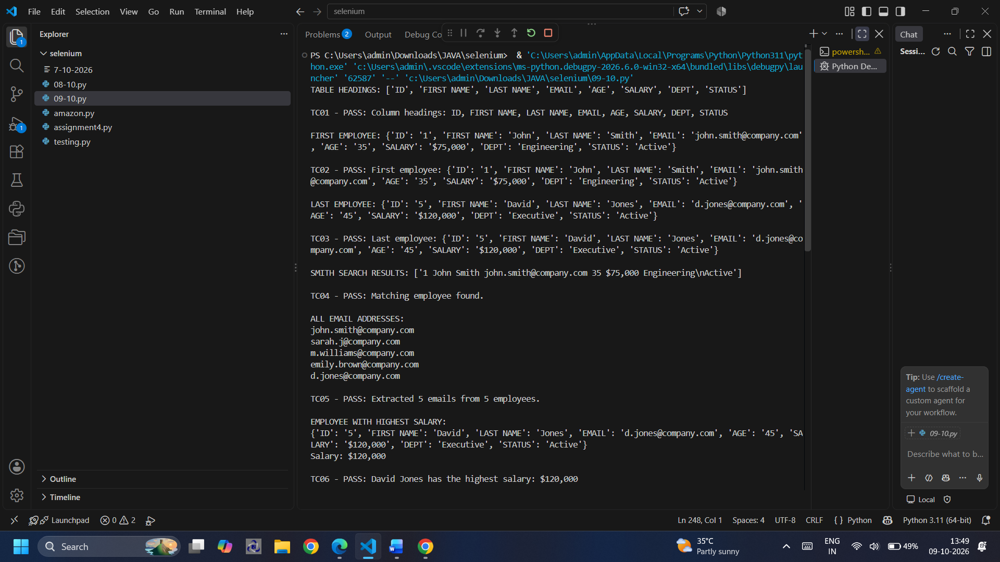 File Edit Selection View Go Run Terminal Help
selenium
Explorer
selenium
7-10-2026
08-10.py
09-10.py
amazon.py
assignment4.py
testing.py
Outline
Timeline
1
1
Problems 2 Output Debug Co
PS C:\Users\admin\Downloads\JAVA\selenium>  & 'C:\Users\admin\AppData\Local\Programs\Python\Python311\pyt
hon.exe' 'c:\Users\admin\.vscode\extensions\ms-python.debugpy-2026.6.0-win32-x64\bundled\libs\debugpy\lau
ncher' '62587' '--' 'c:\Users\admin\Downloads\JAVA\selenium\09-10.py'
TABLE HEADINGS: ['ID', 'FIRST NAME', 'LAST NAME', 'EMAIL', 'AGE', 'SALARY', 'DEPT', 'STATUS']
TC01 - PASS: Column headings: ID, FIRST NAME, LAST NAME, EMAIL, AGE, SALARY, DEPT, STATUS
FIRST EMPLOYEE: {'ID': '1', 'FIRST NAME': 'John', 'LAST NAME': 'Smith', 'EMAIL': 'john.smith@company.com'
, 'AGE': '35', 'SALARY': '$75,000', 'DEPT': 'Engineering', 'STATUS': 'Active'}
TC02 - PASS: First employee: {'ID': '1', 'FIRST NAME': 'John', 'LAST NAME': 'Smith', 'EMAIL': 'john.smith
@company.com', 'AGE': '35', 'SALARY': '$75,000', 'DEPT': 'Engineering', 'STATUS': 'Active'}
LAST EMPLOYEE: {'ID': '5', 'FIRST NAME': 'David', 'LAST NAME': 'Jones', 'EMAIL': 'd.jones@company.com', '
AGE': '45', 'SALARY': '$120,000', 'DEPT': 'Executive', 'STATUS': 'Active'}
TC03 - PASS: Last employee: {'ID': '5', 'FIRST NAME': 'David', 'LAST NAME': 'Jones', 'EMAIL': 'd.jones@co
mpany.com', 'AGE': '45', 'SALARY': '$120,000', 'DEPT': 'Executive', 'STATUS': 'Active'}
SMITH SEARCH RESULTS: ['1 John Smith john.smith@company.com 35 $75,000 Engineering\nActive']
TC04 - PASS: Matching employee found.
ALL EMAIL ADDRESSES:
john.smith@company.com
sarah.j@company.com
m.williams@company.com
emily.brown@company.com
d.jones@company.com
TC05 - PASS: Extracted 5 emails from 5 employees.
EMPLOYEE WITH HIGHEST SALARY:
{'ID': '5', 'FIRST NAME': 'David', 'LAST NAME': 'Jones', 'EMAIL': 'd.jones@company.com', 'AGE': '45', 'SA
LARY': '$120,000', 'DEPT': 'Executive', 'STATUS': 'Active'}
Salary: $120,000
TC06 - PASS: David Jones has the highest salary: $120,000
powersh...
Python De...
Chat
Sessi...
Tip: Use /create-
agent to scaffold a
custom agent for
your workflow.
09-10.py
Describe what to b...
Local
Launchpad 0 2
Ln 248, Col 1 Spaces: 4 UTF-8 CRLF { } Python Python 3.11 (64-bit)
Search
35°C
Partly sunny
ENG
IN
49%
13:49
09-10-2026